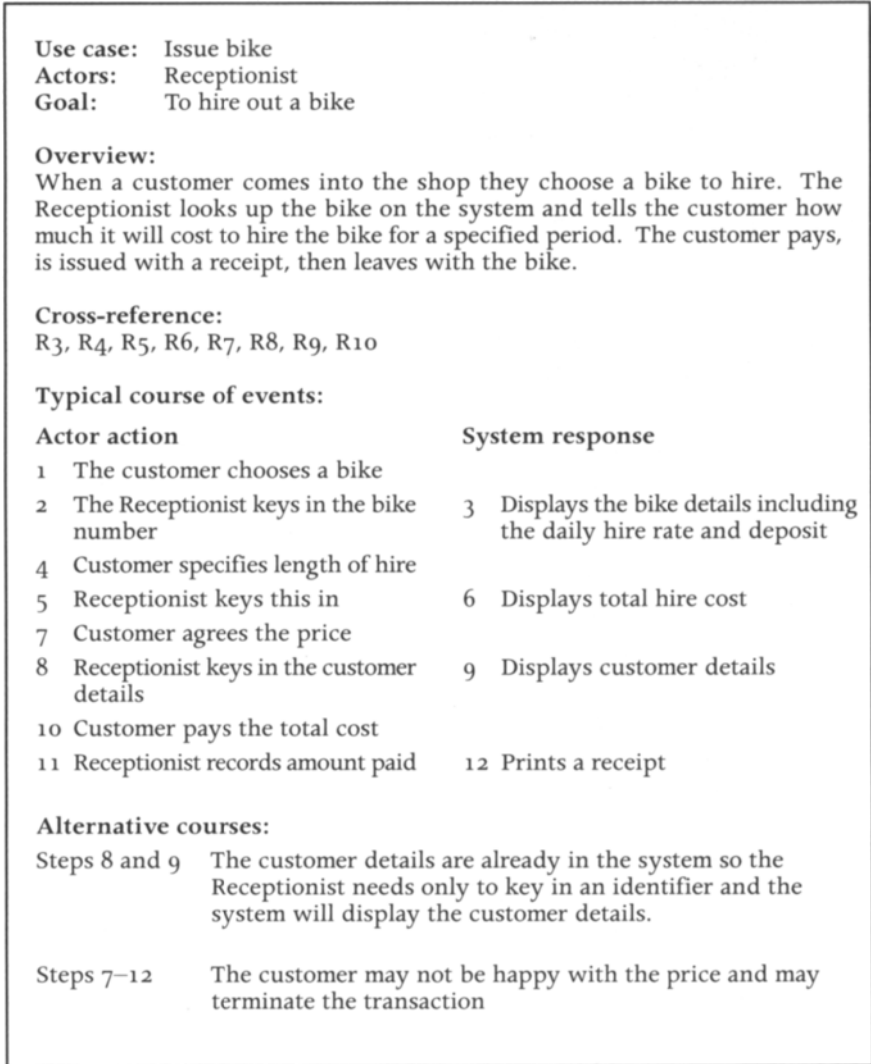 Use case: Issue bike
Actors: Receptionist
Goal: To hire out a bike
Overview:
When a customer comes into the shop they choose a bike to hire. The
Receptionist looks up the bike on the system and tells the customer how
much it will cost to hire the bike for a specified period. The customer pays,
is issued with a receipt, then leaves with the bike.
Cross-reference:
R3, R4, R5, R6, R7, R8, R9, R10
Typical course of events:
Actor action System response
1 The customer chooses a bike
2 The Receptionist keys in the bike 3 Displays the bike details including
number the daily hire rate and deposit
4 Customer specifies length of hire
5 Receptionist keys this in 6 Displays total hire cost
7 Customer agrees the price
8 Receptionist keys in the customer 9 Displays customer details
details
10 Customer pays the total cost
11 Receptionist records amount paid 12 Prints a receipt
Alternative courses:
Steps 8 and 9 The customer details are already in the system so the
Receptionist needs only to key in an identifier and the
system will display the customer details.
Steps 7–12 The customer may not be happy with the price and may
terminate the transaction